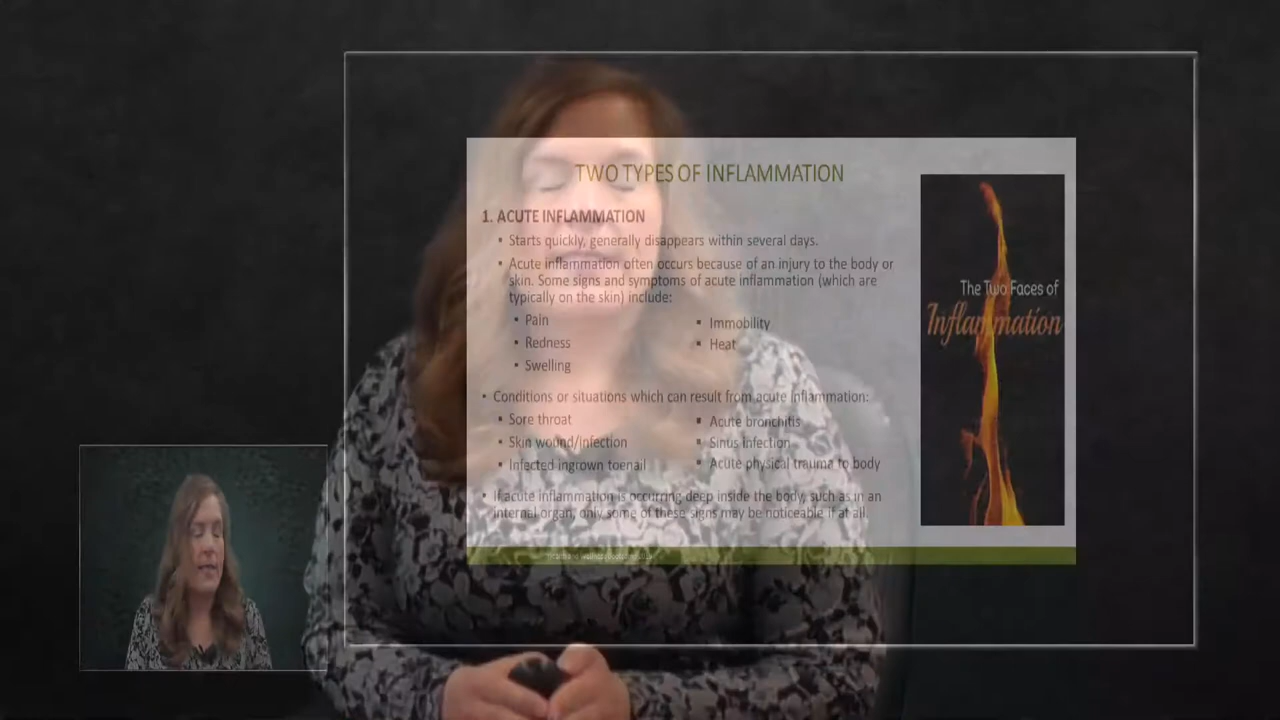 TWO TYPES OF INFLAMMATION
1. ACUTE INFLAMMATION
▪ Starts quickly, generally disappears within several days.
▪ Acute inflammation often occurs because of an injury to the body or
skin. Some signs and symptoms of acute inflammation (which are
typically on the skin) include:
▪ Pain
▪ Redness
▪ Swelling
▪ Immobility
▪ Heat
• Conditions or situations which can result from acute inflammation:
▪ Sore throat
▪ Skin wound/infection
▪ Infected ingrown toenail
▪ Acute bronchitis
▪ Sinus infection
▪ Acute physical trauma to body
• If acute inflammation is occurring deep inside the body, such as in an
internal organ, only some of these signs may be noticeable if at all.
The Two Faces of
Inflammation